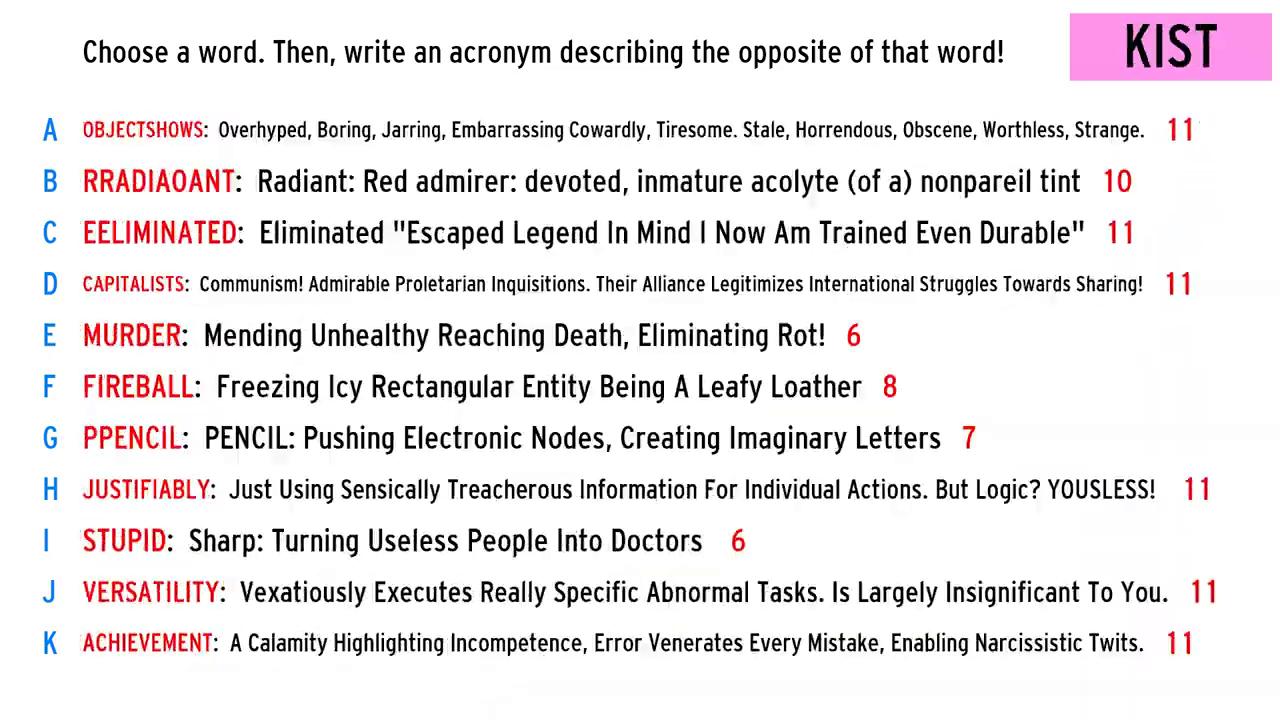 Choose a word. Then, write an acronym describing the opposite of that word!
KIST
A OBJECTSHOWS: Overhyped, Boring, Jarring, Embarrassing Cowardly, Tiresome. Stale, Horrendous, Obscene, Worthless, Strange. 11
B RRADIAOANT: Radiant: Red admirer: devoted, inmature acolyte (of a) nonpareil tint 10
C EELIMINATED: Eliminated "Escaped Legend In Mind I Now Am Trained Even Durable" 11
D CAPITALISTS: Communism! Admirable Proletarian Inquisitions. Their Alliance Legitimizes International Struggles Towards Sharing! 11
E MURDER: Mending Unhealthy Reaching Death, Eliminating Rot! 6
F FIREBALL: Freezing Icy Rectangular Entity Being A Leafy Loather 8
G PPENCIL: PENCIL: Pushing Electronic Nodes, Creating Imaginary Letters 7
H JUSTIFIABLY: Just Using Sensically Treacherous Information For Individual Actions. But Logic? YOUSLESS! 11
I STUPID: Sharp: Turning Useless People Into Doctors 6
J VERSATILITY: Vexatiously Executes Really Specific Abnormal Tasks. Is Largely Insignificant To You. 11
K ACHIEVEMENT: A Calamity Highlighting Incompetence, Error Venerates Every Mistake, Enabling Narcissistic Twits. 11